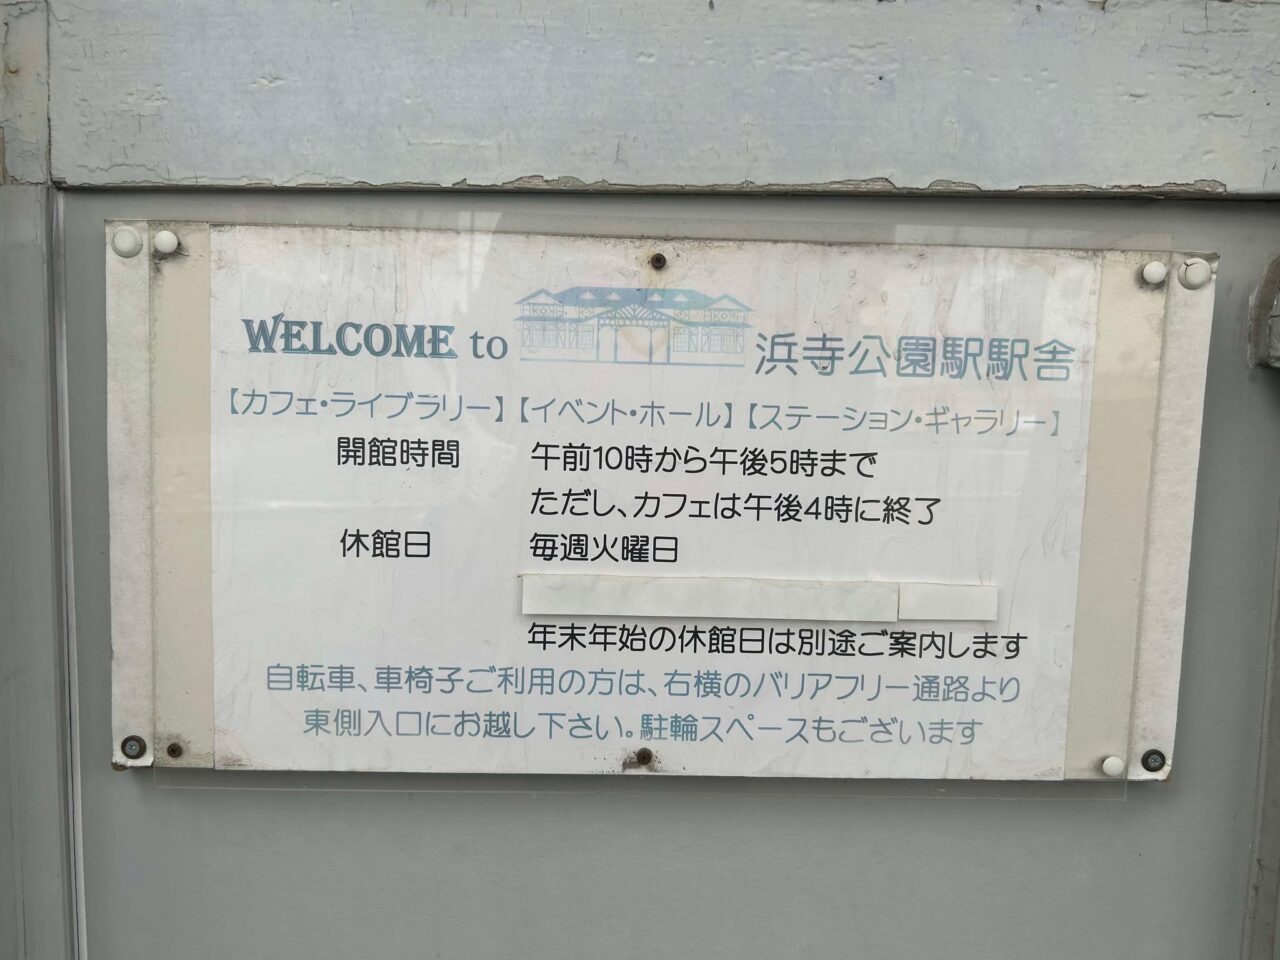 WELCOME to 浜寺公園駅駅舎
【カフェ・ライブラリー】【イベント・ホール】【ステーション・ギャラリー】
開館時間 午前10時から午後5時まで
ただし、カフェは午後4時に終了
休館日 毎週火曜日
年末年始の休館日は別途ご案内します
自転車、車椅子ご利用の方は、右横のバリアフリー通路より
東側入口にお越し下さい。駐輪スペースもございます